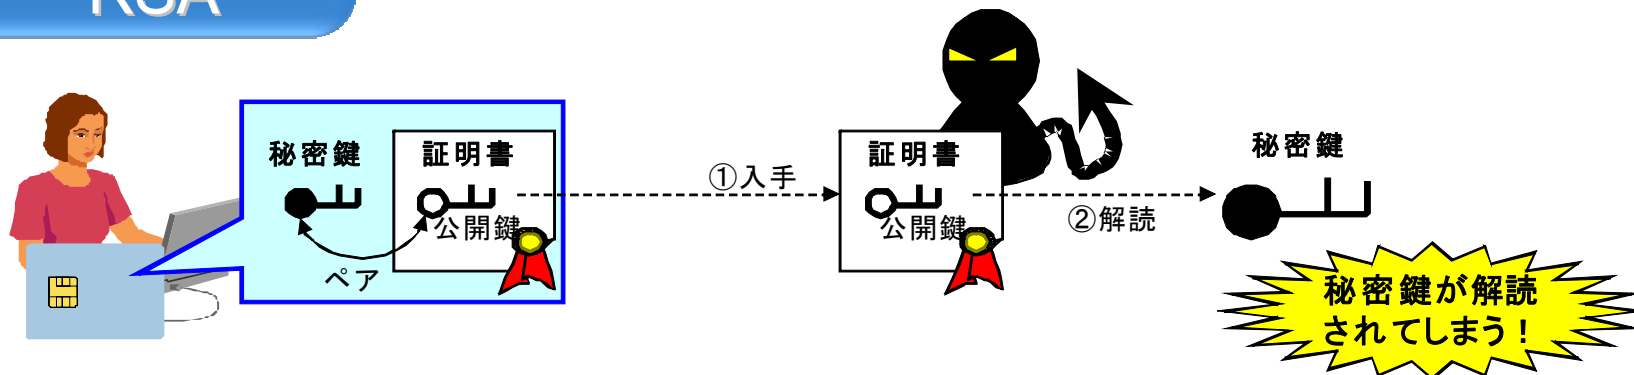 RSA
秘密鍵
証明書
公開鍵
ペア
①入手
証明書
公開鍵
②解読
秘密鍵
秘密鍵が解読
されてしまう！